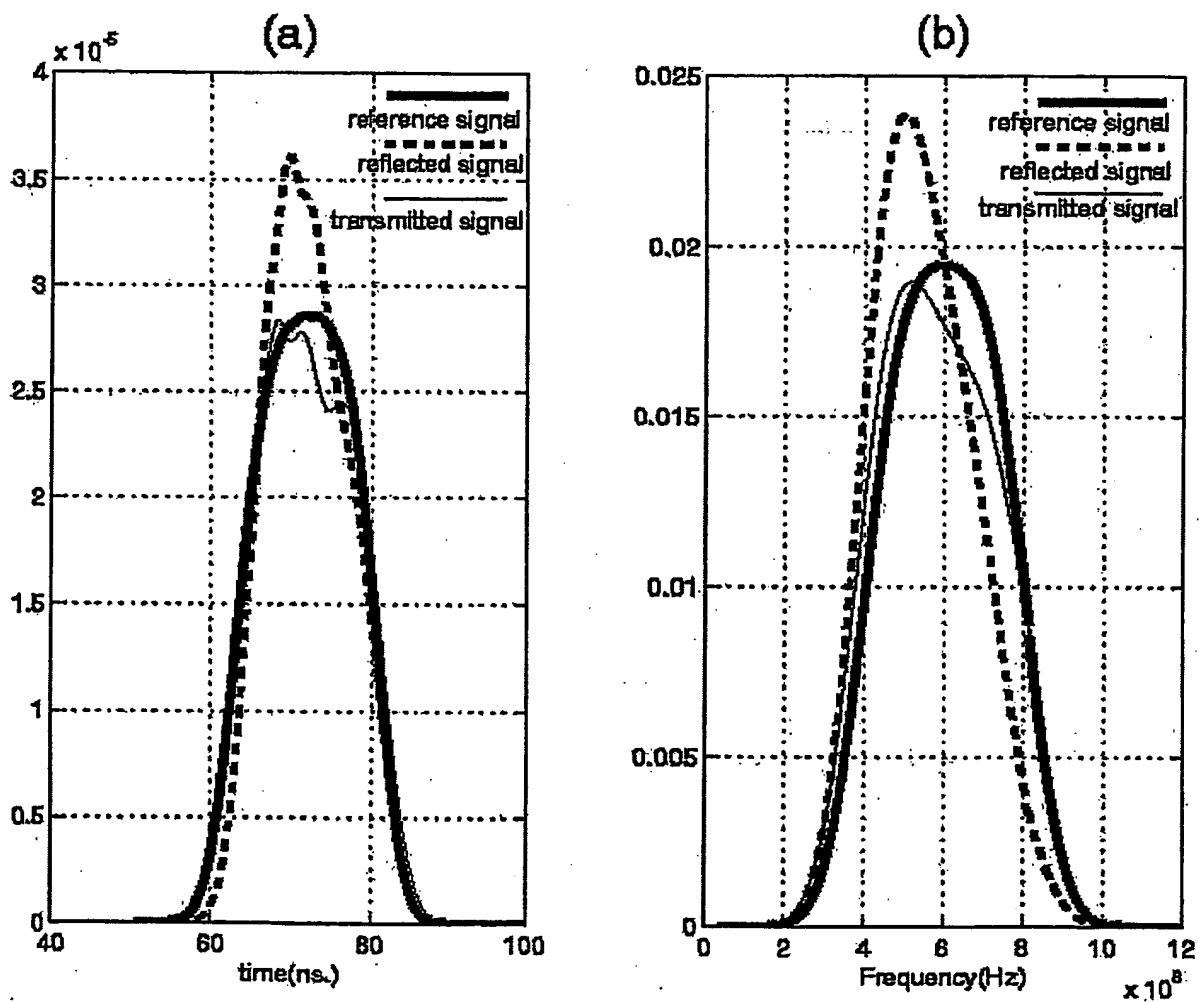 (a)
x 10⁻⁵
4
3.5
3
2.5
2
1.5
1
0.5
0
40
60
80
100
time(ns.)
reference signal
reflected signal
transmitted signal
(b)
0.025
0.02
0.015
0.01
0.005
0
0
2
4
6
8
10
12
Frequency(Hz)
x 10⁸
reference signal
reflected signal
transmitted signal